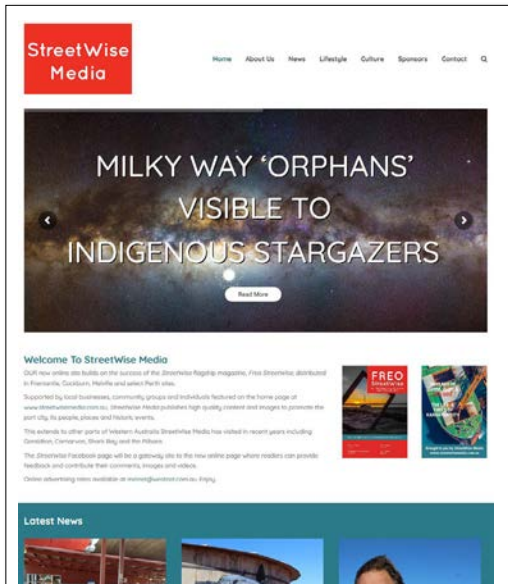 StreetWise
Media
Home About Us News Lifestyle Culture Sponsors Contact
MILKY WAY ‘ORPHANS’
VISIBLE TO
INDIGENOUS STARGAZERS
Read More
Welcome To StreetWise Media
OUR new online site builds on the success of the StreetWise flagship magazine, Freo StreetWise, distributed
in Fremantle, Cockburn, Melville and select Perth sites.
Supported by local businesses, community groups and individuals featured on the home page at
www.streetwisemedia.com.au, StreetWise Media publishes high quality content and images to promote the
port city, its people, places and historic events.
This extends to other parts of Western Australia StreetWise Media has visited in recent years including
Geraldton, Carnarvon, Shark Bay and the Pilbara.
The StreetWise Facebook page will be a gateway site to the new online page where readers can provide
feedback and contribute their comments, images and videos.
Online advertising rates available at
Enjoy.
FREO
StreetWise
Latest News